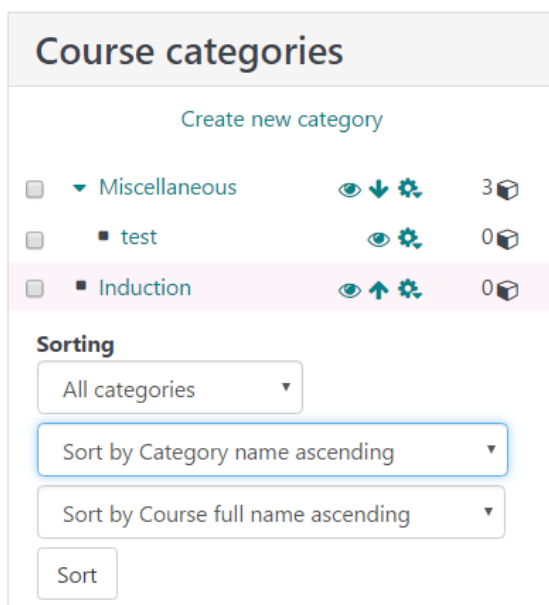 Course categories
Create new category
Miscellaneous 3
test 0
Induction 0
Sorting
All categories
Sort by Category name ascending
Sort by Course full name ascending
Sort